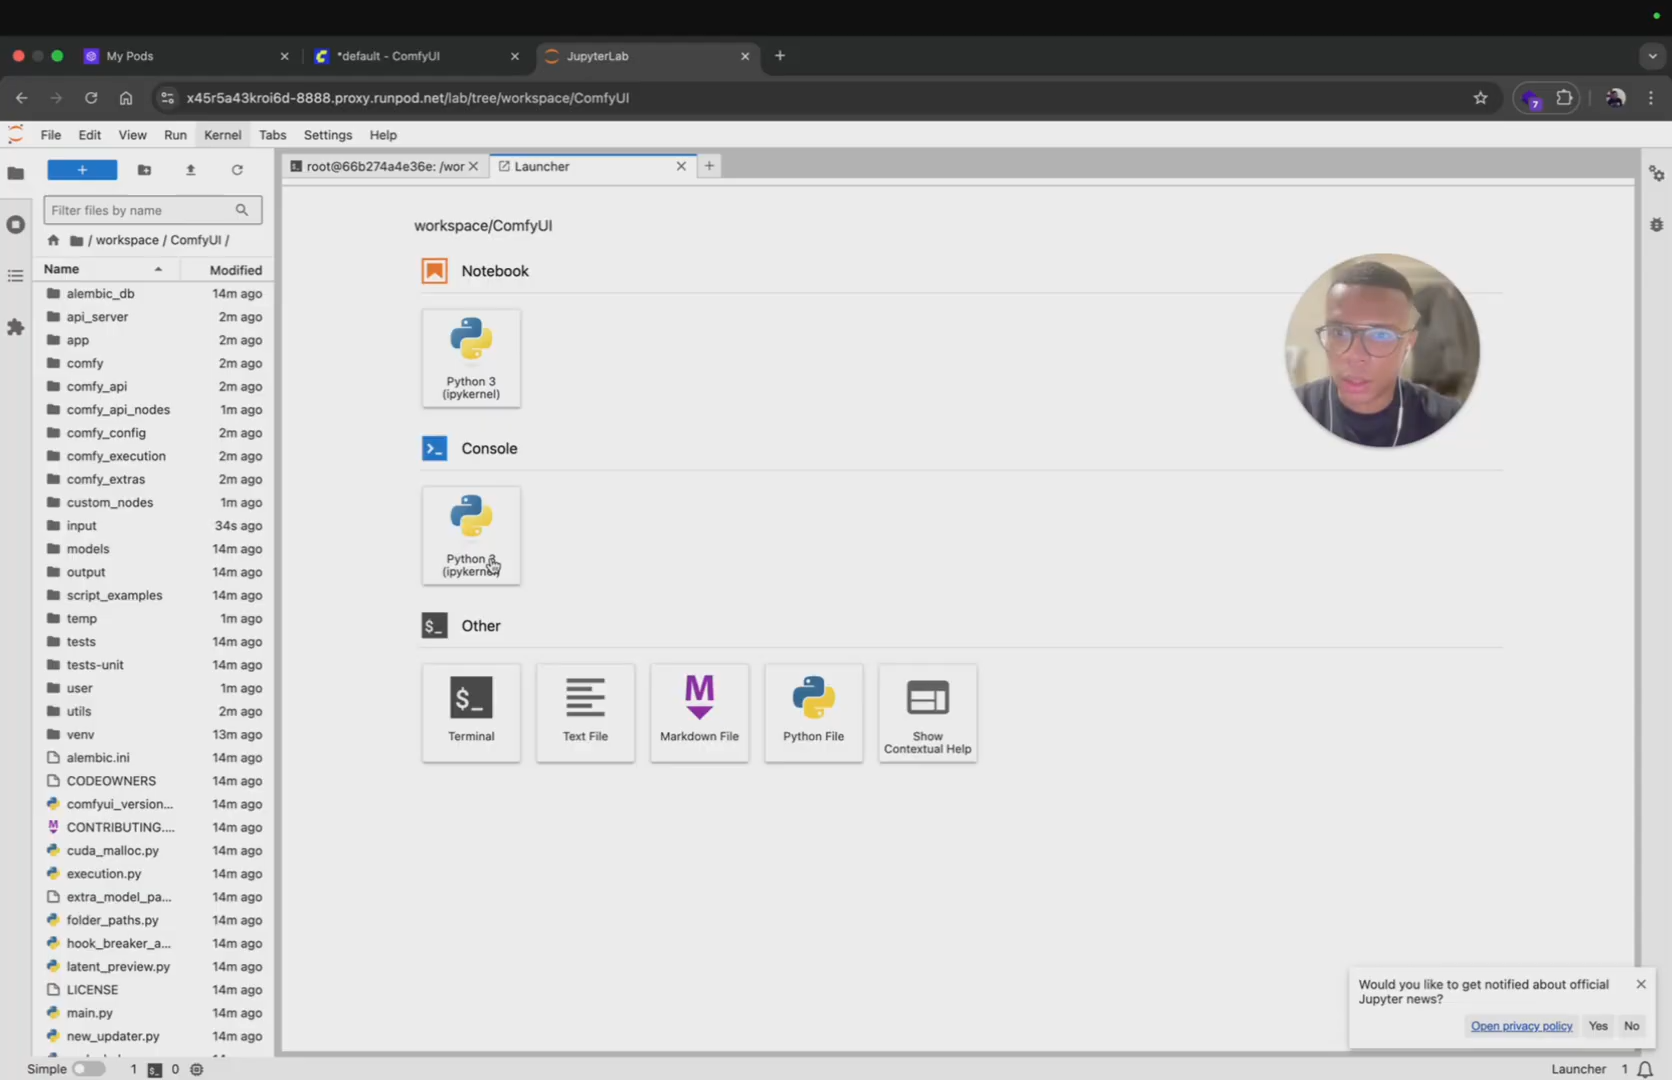 My Pods
*default - ComfyUI
JupyterLab
x45r5a43kroi6d-8888.proxy.runpod.net/lab/tree/workspace/ComfyUI
7
File Edit View Run Kernel Tabs Settings Help
root@66b274a4e36e: /wor
Launcher
Filter files by name
/ workspace / ComfyUI /
Name Modified
alembic_db 14m ago
api_server 2m ago
app 2m ago
comfy 2m ago
comfy_api 2m ago
comfy_api_nodes 1m ago
comfy_config 2m ago
comfy_execution 2m ago
comfy_extras 2m ago
custom_nodes 1m ago
input 34s ago
models 14m ago
output 14m ago
script_examples 14m ago
temp 1m ago
tests 14m ago
tests-unit 14m ago
user 1m ago
utils 2m ago
venv 13m ago
alembic.ini 14m ago
CODEOWNERS 14m ago
comfyui_version... 14m ago
CONTRIBUTING.... 14m ago
cuda_malloc.py 14m ago
execution.py 14m ago
extra_model_pa... 14m ago
folder_paths.py 14m ago
hook_breaker_a... 14m ago
latent_preview.py 14m ago
LICENSE 14m ago
main.py 14m ago
new_updater.py 14m ago
workspace/ComfyUI
Notebook
Python 3
(ipykernel)
Console
Python 3
(ipykernel)
Other
$_
Terminal
Text File
Markdown File
Python File
Show
Contextual Help
Would you like to get notified about official
Jupyter news?
Open privacy policy Yes No
Simple 1 0
Launcher 1